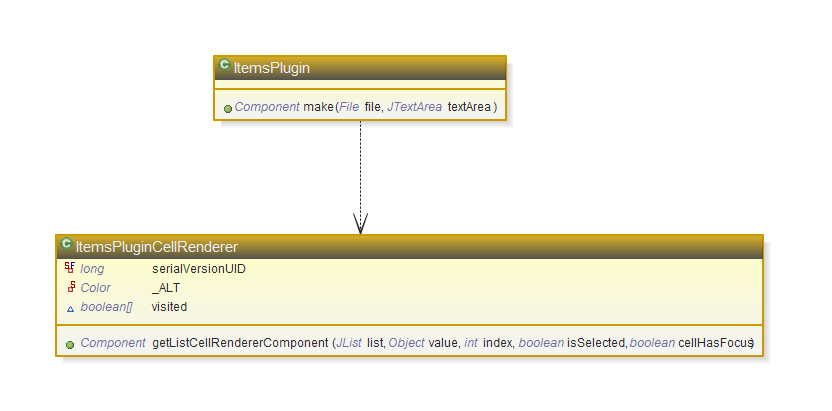 C ItemsPlugin
Component make(File file, JTextArea textArea)
C ItemsPluginCellRenderer
SF long serialVersionUID
S Color _ALT
boolean[] visited
Component getListCellRendererComponent (JList list, Object value, int index, boolean isSelected, boolean cellHasFocus)